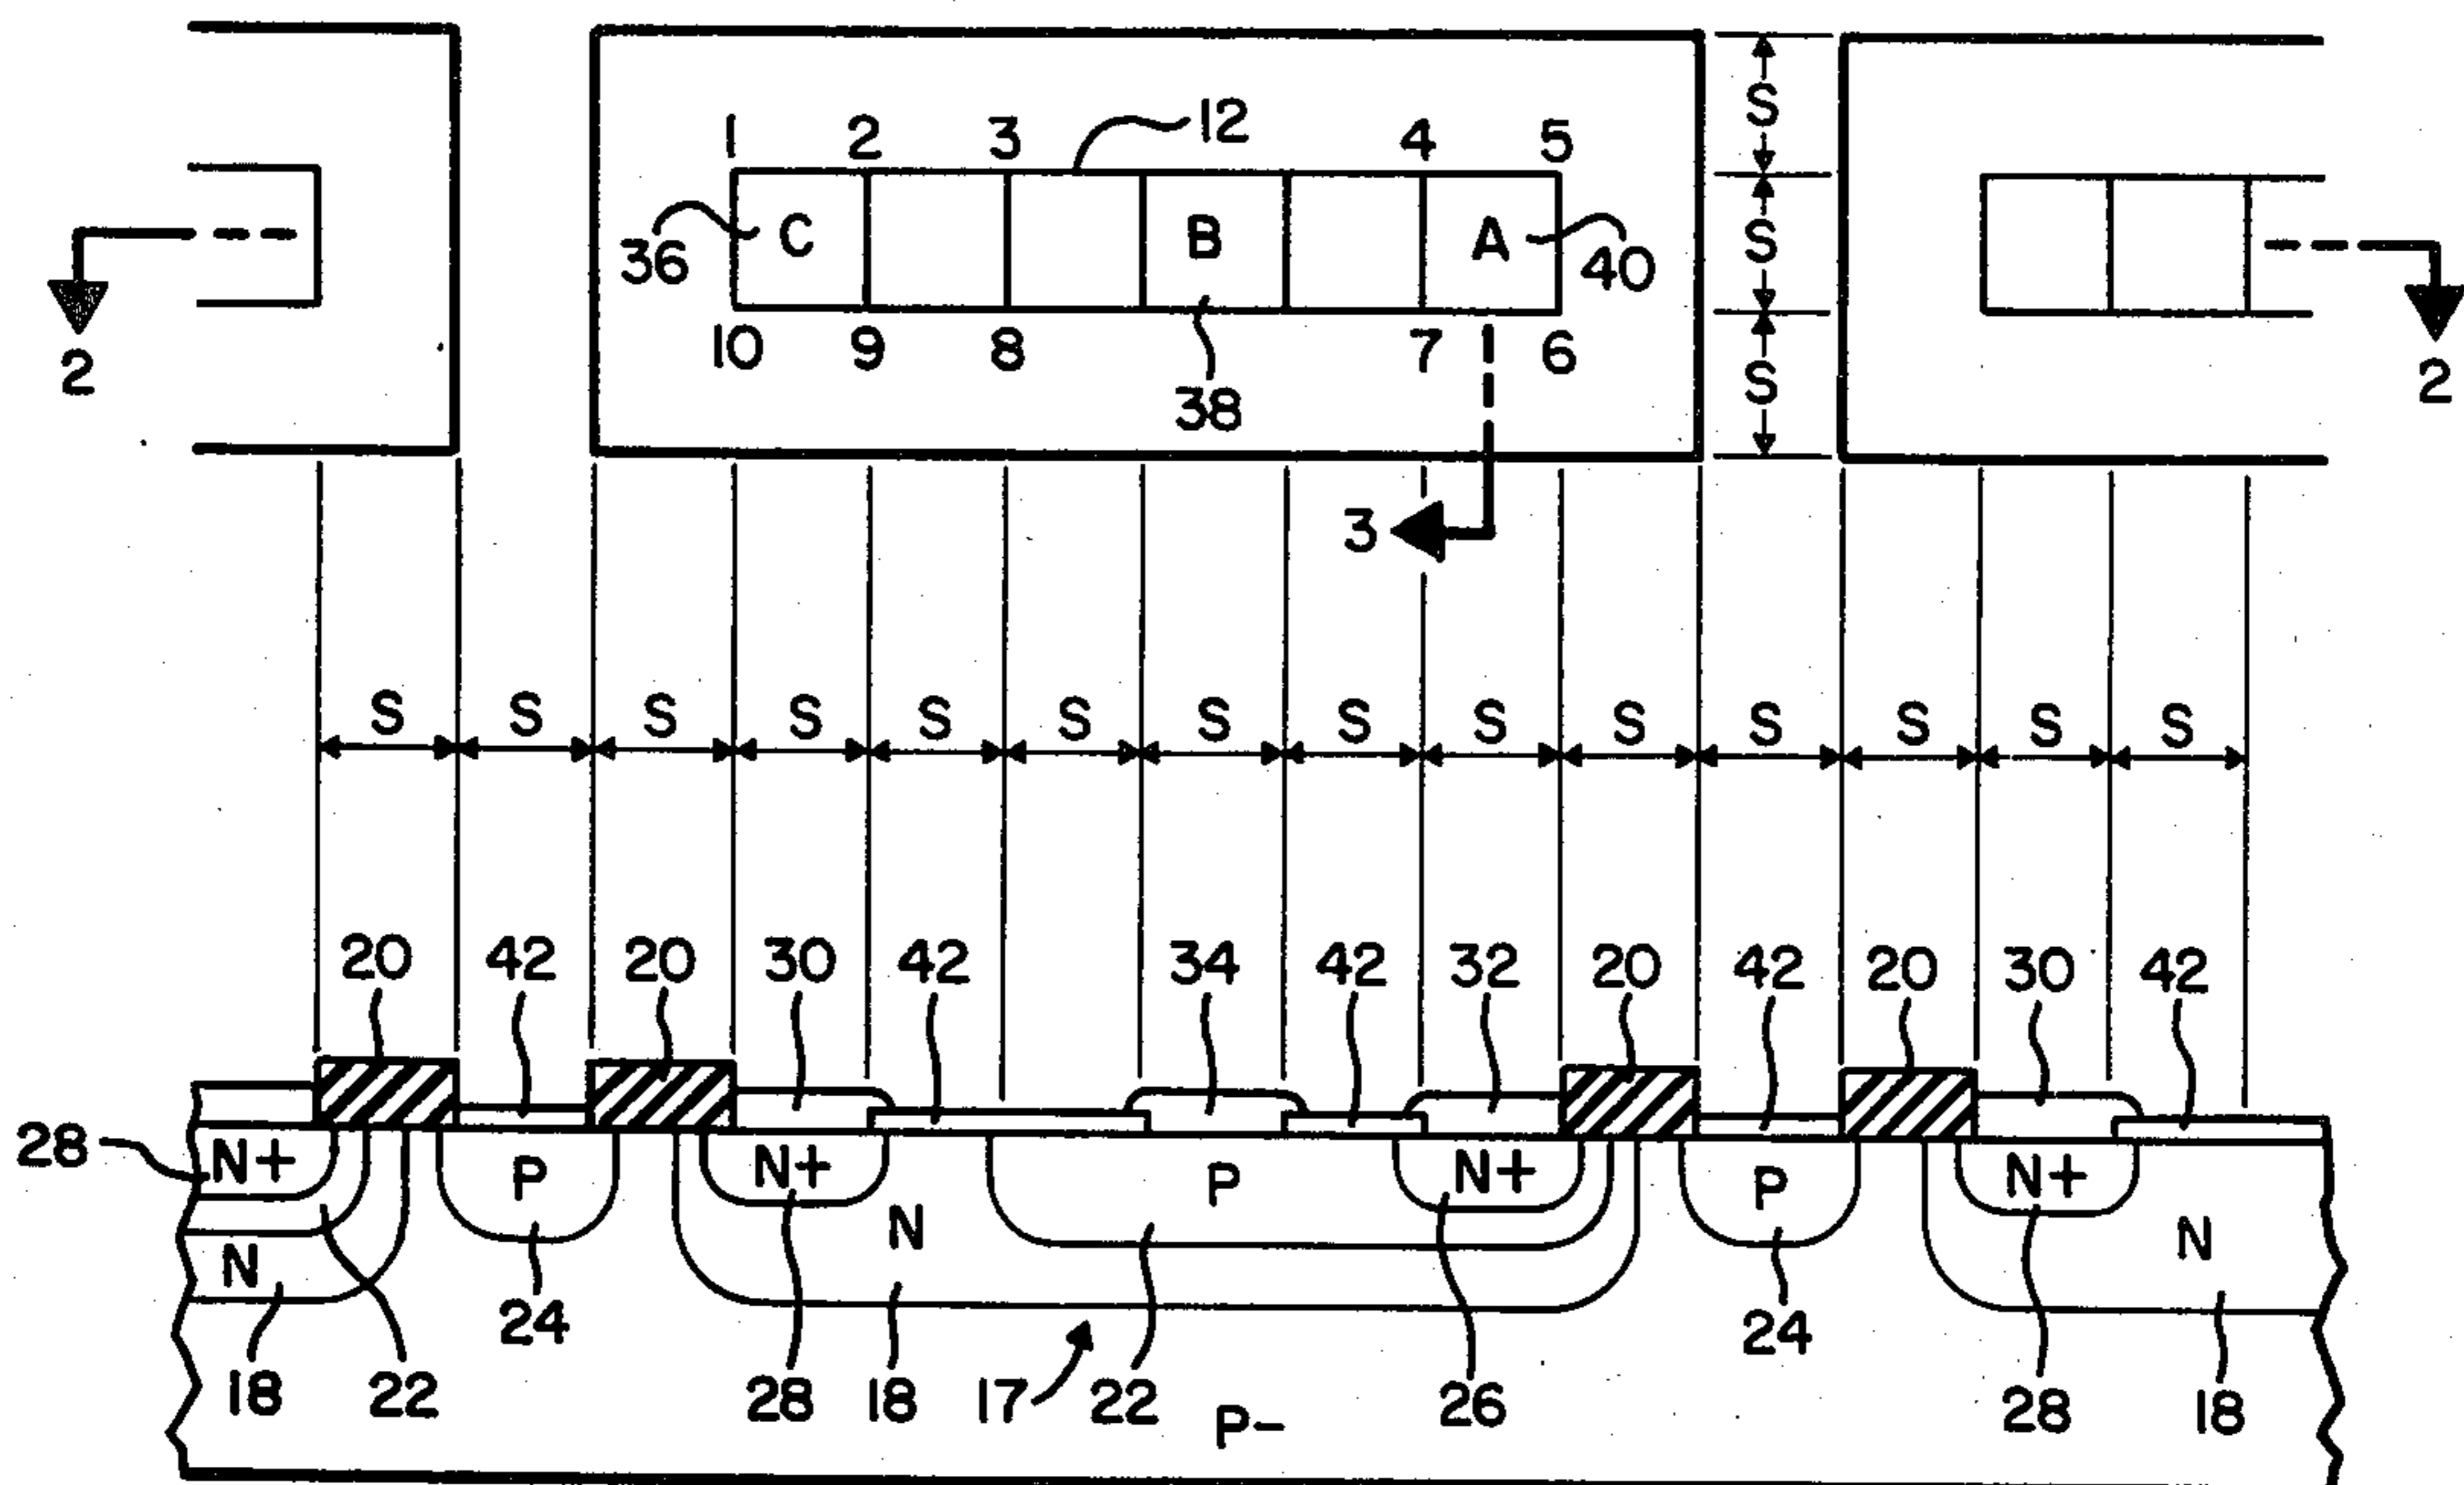 S
1 2 3 12 4 5
36 C B A 40 S
10 9 8 7 6
2 38 S 2
3
S S S S S S S S S S S S S S
20 42 20 30 42 34 42 32 20 42 20 30 42
28 N+ P N+ P N+ P N+
N N N
24 24
18 22 28 18 17 22 26 28 18
P-